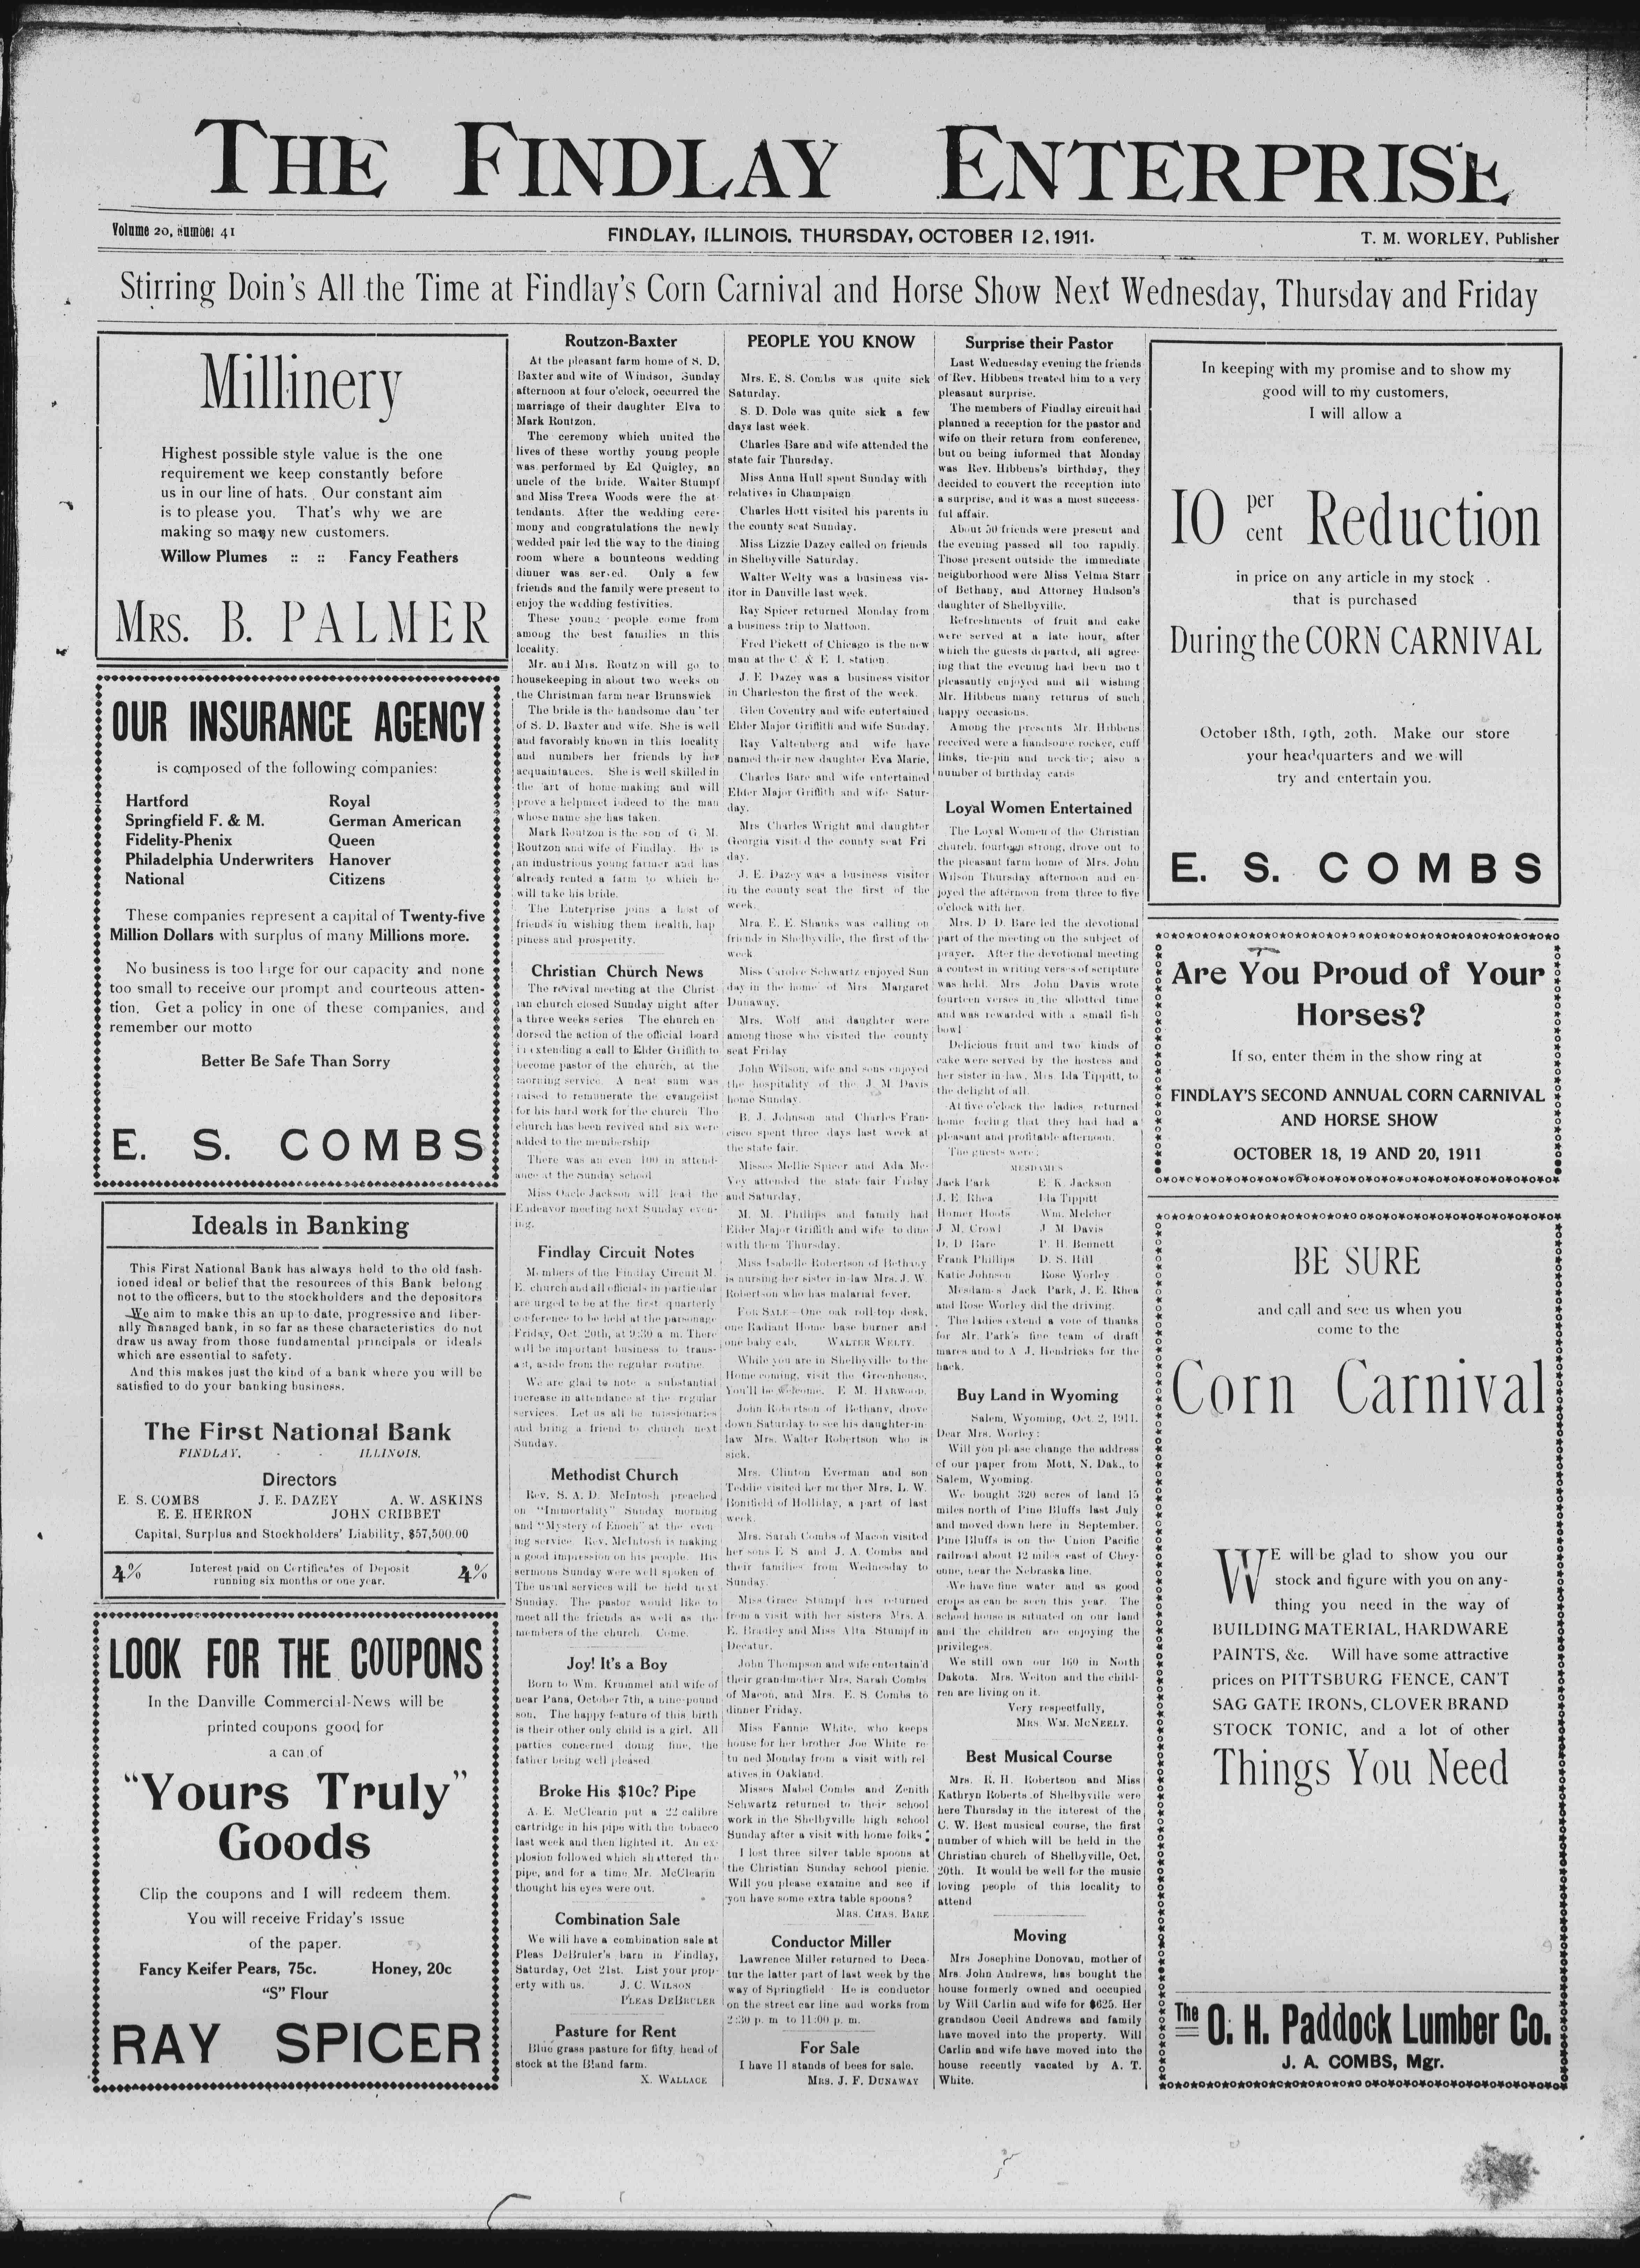 THE FINDLAY ENTERPRISE
Volume 20, number 41
FINDLAY, ILLINOIS, THURSDAY, OCTOBER 12, 1911.
T. M. WORLEY, Publisher
Stirring Doin's All the Time at Findlay's Corn Carnival and Horse Show Next Wednesday, Thursday and Friday
Millinery
Highest possible style value is the one
requirement we keep constantly before
us in our line of hats. Our constant aim
is to please you. That's why we are
making so many new customers.
Willow Plumes :: :: Fancy Feathers
MRS. B. PALMER
OUR INSURANCE AGENCY
is composed of the following companies:
Hartford Royal
Springfield F. & M. German American
Fidelity-Phenix Queen
Philadelphia Underwriters Hanover
National Citizens
These companies represent a capital of Twenty-five
Million Dollars with surplus of many Millions more.
No business is too large for our capacity and none
too small to receive our prompt and courteous atten-
tion. Get a policy in one of these companies, and
remember our motto
Better Be Safe Than Sorry
E. S. COMBS
Ideals in Banking
This First National Bank has always held to the old fash-
ioned ideal or belief that the resources of this Bank belong
not to the officers, but to the stockholders and the depositors
We aim to make this an up to date, progressive and liber-
ally managed bank, in so far as these characteristics do not
draw us away from those fundamental principals or ideals
which are essential to safety.
And this makes just the kind of a bank where you will be
satisfied to do your banking business.
The First National Bank
FINDLAY, - - ILLINOIS.
Directors
E. S. COMBS J. E. DAZEY A. W. ASKINS
E. E. HERRON JOHN CRIBBET
Capital, Surplus and Stockholders' Liability, $57,500.00
4% Interest paid on Certificates of Deposit 4%
running six months or one year.
LOOK FOR THE COUPONS
In the Danville Commercial-News will be
printed coupons good for
a can of
"Yours Truly"
Goods
Clip the coupons and I will redeem them.
You will receive Friday's issue
of the paper.
Fancy Keifer Pears, 75c. Honey, 20c
"S" Flour
RAY SPICER
Routzon-Baxter
At the pleasant farm home of S. D.
Baxter and wife of Windsor, Sunday
afternoon at four o'clock, occurred the
marriage of their daughter Elva to
Mark Routzon.
The ceremony which united the
lives of these worthy young people
was performed by Ed Quigley, an
uncle of the bride. Walter Stumpf
and Miss Treva Woods were the at
tendants. After the wedding cere-
mony and congratulations the newly
wedded pair led the way to the dining
room where a bounteous wedding
dinner was served. Only a few
friends and the family were present to
enjoy the wedding festivities.
These young people come from
among the best families in this
locality.
Mr. and Mrs. Routzon will go to
housekeeping in about two weeks on
the Christman farm near Brunswick
The bride is the handsome dau'ter
of S. D. Baxter and wife. She is well
and favorably known in this locality
and numbers her friends by her
acquaintances. She is well skilled in
the art of home making and will
prove a helpmeet indeed to the man
whose name she has taken.
Mark Routzon is the son of G. M.
Routzon and wife of Findlay. He is
an industrious young farmer and has
already rented a farm to which he
will take his bride.
The Enterprise joins a host of
friends in wishing them health, hap
piness and prosperity.
Christian Church News
The revival meeting at the Christ
ian church closed Sunday night after
a three weeks series The church en
dorsed the action of the official board
in extending a call to Elder Griffith to
become pastor of the church, at the
morning service. A neat sum was
raised to remunerate the evangelist
for his hard work for the church The
church has been revived and six were
added to the membership
There was an even 100 in attend-
ance at the Sunday school
Miss Oncle Jackson will lead the
Endeavor meeting next Sunday even-
ing.
Findlay Circuit Notes
Members of the Findlay Circuit M.
E. church and all officials in particular
are urged to be at the first quarterly
conference to be held at the parsonage
Friday, Oct. 20th, at 9:30 a m. There
will be important business to trans-
act, aside from the regular routine.
We are glad to note a substantial
increase in attendance at the regular
services. Let us all be missionaries
and bring a friend to church next
Sunday.
Methodist Church
Rev. S. A. D. McIntosh preached
on "Immortality" Sunday morning
and "Mystery of Enoch" at the even
ing service. Rev. McIntosh is making
a good impression on his people. His
sermons Sunday were well spoken of
The usual services will be held next
Sunday. The pastor would like to
meet all the friends as well as the
members of the church. Come.
Joy! It's a Boy
Born to Wm. Krummel and wife of
near Pana, October 7th, a nine-pound
son. The happy feature of this birth
is their other only child is a girl. All
parties concerned doing fine, the
father being well pleased
Broke His $10c? Pipe
A. E. McClearin put a 22 calibre
cartridge in his pipe with the tobacco
last week and then lighted it. An ex-
plosion followed which shattered the
pipe, and for a time Mr. McClearin
thought his eyes were out.
Combination Sale
We will have a combination sale at
Pleas DeBruler's barn in Findlay,
Saturday, Oct 21st. List your prop-
erty with us. J. C. WILSON
PLEAS DEBRULER
Pasture for Rent
Blue grass pasture for fifty head of
stock at the Bland farm.
X. WALLACE
PEOPLE YOU KNOW
Mrs. E. S. Combs was quite sick
Saturday.
S. D. Dole was quite sick a few
days last week.
Charles Bare and wife attended the
state fair Thursday.
Miss Anna Hull spent Sunday with
relatives in Champaign
Charles Hott visited his parents in
the county seat Sunday.
Miss Lizzie Dazey called on friends
in Shelbyville Saturday.
Walter Welty was a business vis-
itor in Danville last week.
Ray Spicer returned Monday from
a business trip to Mattoon.
Fred Pickett of Chicago is the new
man at the C. & E I. station.
J. E Dazey was a business visitor
in Charleston the first of the week.
Glen Coventry and wife entertained
Elder Major Griffith and wife Sunday.
Ray Valtenberg and wife have
named their new daughter Eva Marie.
Charles Bare and wife entertained
Elder Major Griffith and wife Satur-
day.
Mrs Charles Wright and daughter
Georgia visited the county seat Fri
day.
J. E. Dazey was a business visitor
in the county seat the first of the
week.
Mrs. E. E. Shanks was calling on
friends in Shelbyville, the first of the
week
Miss Carolee Schwartz enjoyed Sun
day in the home of Mrs Margaret
Dunaway.
Mrs. Wolf and daughter were
among those who visited the county
seat Friday
John Wilson, wife and sons enjoyed
the hospitality of the J. M Davis
home Sunday.
B. J. Johnson and Charles Fran-
cisco spent three days last week at
the state fair.
Misses Mollie Spicer and Ada Mc-
Vey attended the state fair Friday
and Saturday.
M. M. Phillips and family had
Elder Major Griffith and wife to dine
with them Thursday.
Miss Isabelle Robertson of Bethany
is nursing her sister in-law Mrs. J. W.
Robertson who has malarial fever.
FOR SALE - One oak roll-top desk,
one Radiant Home base burner and
one baby cab. WALTER WELTY.
While you are in Shelbyville to the
Home coming, visit the Greenhouse.
You'll be welcome. E M. HARWOOD.
John Robertson of Bethany, drove
down Saturday to see his daughter-in-
law Mrs. Walter Robertson who is
sick.
Mrs. Clinton Everman and son
Teddie visited her mother Mrs. L. W.
Bonifield of Holliday, a part of last
week.
Mrs. Sarah Combs of Macon visited
her sons E S and J. A. Combs and
their families from Wednesday to
Sunday.
Miss Grace Stumpf has returned
from a visit with her sisters Mrs. A.
E. Bradley and Miss Alta Stumpf in
Decatur.
John Thompson and wife entertain'd
their grandmother Mrs. Sarah Combs
of Macon, and Mrs. E. S. Combs to
dinner Friday.
Miss Fannie White, who keeps
house for her brother Joe White re
tu ned Monday from a visit with rel
atives in Oakland.
Misses Mabel Combs and Zenith
Schwartz returned to their school
work in the Shelbyville high school
Sunday after a visit with home folks
I lost three silver table spoons at
the Christian Sunday school picnic.
Will you please examine and see if
you have some extra table spoons?
MRS. CHAS. BARE
Conductor Miller
Lawrence Miller returned to Deca-
tur the latter part of last week by the
way of Springfield He is conductor
on the street car line and works from
2:30 p. m. to 11:00 p. m.
For Sale
I have 11 stands of bees for sale.
MRS. J. F. DUNAWAY
Surprise their Pastor
Last Wednesday evening the friends
of Rev. Hibbens treated him to a very
pleasant surprise.
The members of Findlay circuit had
planned a reception for the pastor and
wife on their return from conference,
but on being informed that Monday
was Rev. Hibbens's birthday, they
decided to convert the reception into
a surprise, and it was a most success-
ful affair.
About 50 friends were present and
the evening passed all too rapidly.
Those present outside the immediate
neighborhood were Miss Velma Starr
of Bethany, and Attorney Hudson's
daughter of Shelbyville.
Refreshments of fruit and cake
were served at a late hour, after
which the guests departed, all agree-
ing that the evening had been mo t
pleasantly enjoyed and all wishing
Mr. Hibbens many returns of such
happy occasions.
Among the presents Mr. Hibbens
received were a handsome rocker, cuff
links, tie-pin and neck-tie; also a
number of birthday cards
Loyal Women Entertained
The Loyal Women of the Christian
church, fourteen strong, drove out to
the pleasant farm home of Mrs. John
Wilson Thursday afternoon and en-
joyed the afternoon from three to five
o'clock with her.
Mrs. D D. Bare led the devotional
part of the meeting on the subject of
prayer. After the devotional meeting
a contest in writing verses of scripture
was held. Mrs John Davis wrote
fourteen verses in the allotted time
and was rewarded with a small fish
bowl
Delicious fruit and two kinds of
cake were served by the hostess and
her sister in-law, Mrs. Ida Tippitt, to
the delight of all.
At five o'clock the ladies returned
home feeling that they had had a
pleasant and profitable afternoon.
The guests were:
MESDAMES
Jack Park E. K. Jackson
J. E. Rhea Ida Tippitt
Homer Hoots Wm. Melcher
J M. Crowl J M Davis
D. D Bare P. H. Bennett
Frank Phillips D. S. Hill
Katie Johnson Rose Worley
Mesdames Jack Park, J. E. Rhea
and Rose Worley did the driving.
The ladies extend a vote of thanks
for Mr. Park's fine team of draft
mares and to A J. Hendricks for the
hack.
Buy Land in Wyoming
Salem, Wyoming, Oct. 2, 1911.
Dear Mrs. Worley:
Will you please change the address
of our paper from Mott, N. Dak., to
Salem, Wyoming.
We bought 320 acres of land 15
miles north of Pine Bluffs last July
and moved down here in September.
Pine Bluffs is on the Union Pacific
railroad about 42 miles east of Chey-
enne, near the Nebraska line.
We have fine water and as good
crops as can be seen this year. The
school house is situated on our land
and the children are enjoying the
privileges.
We still own our 160 in North
Dakota. Mrs. Welton and the child-
ren are living on it.
Very respectfully,
MRS. WM. MCNEELY.
Best Musical Course
Mrs. R. H. Robertson and Miss
Kathryn Roberts of Shelbyville were
here Thursday in the interest of the
C. W. Best musical course, the first
number of which will be held in the
Christian church of Shelbyville, Oct.
20th. It would be well for the music
loving people of this locality to
attend
Moving
Mrs Josephine Donovan, mother of
Mrs. John Andrews, has bought the
house formerly owned and occupied
by Will Carlin and wife for $625. Her
grandson Cecil Andrews and family
have moved into the property. Will
Carlin and wife have moved into the
house recently vacated by A. T.
White.
In keeping with my promise and to show my
good will to my customers,
I will allow a
10 per cent Reduction
in price on any article in my stock
that is purchased
During the CORN CARNIVAL
October 18th, 19th, 20th. Make our store
your headquarters and we will
try and entertain you.
E. S. COMBS
Are You Proud of Your
Horses?
If so, enter them in the show ring at
FINDLAY'S SECOND ANNUAL CORN CARNIVAL
AND HORSE SHOW
OCTOBER 18, 19 AND 20, 1911
BE SURE
and call and see us when you
come to the
Corn Carnival
WE will be glad to show you our
stock and figure with you on any-
thing you need in the way of
BUILDING MATERIAL, HARDWARE
PAINTS, &c. Will have some attractive
prices on PITTSBURG FENCE, CAN'T
SAG GATE IRONS, CLOVER BRAND
STOCK TONIC, and a lot of other
Things You Need
The O. H. Paddock Lumber Co.
J. A. COMBS, Mgr.